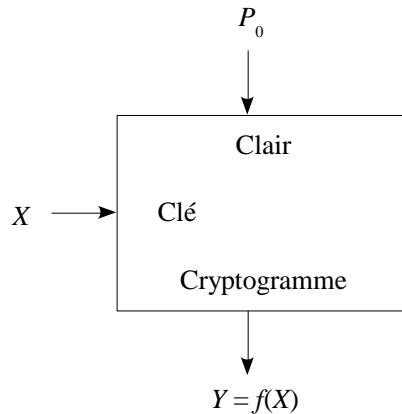 P₀
Clair
X
Clé
Cryptogramme
Y = f(X)